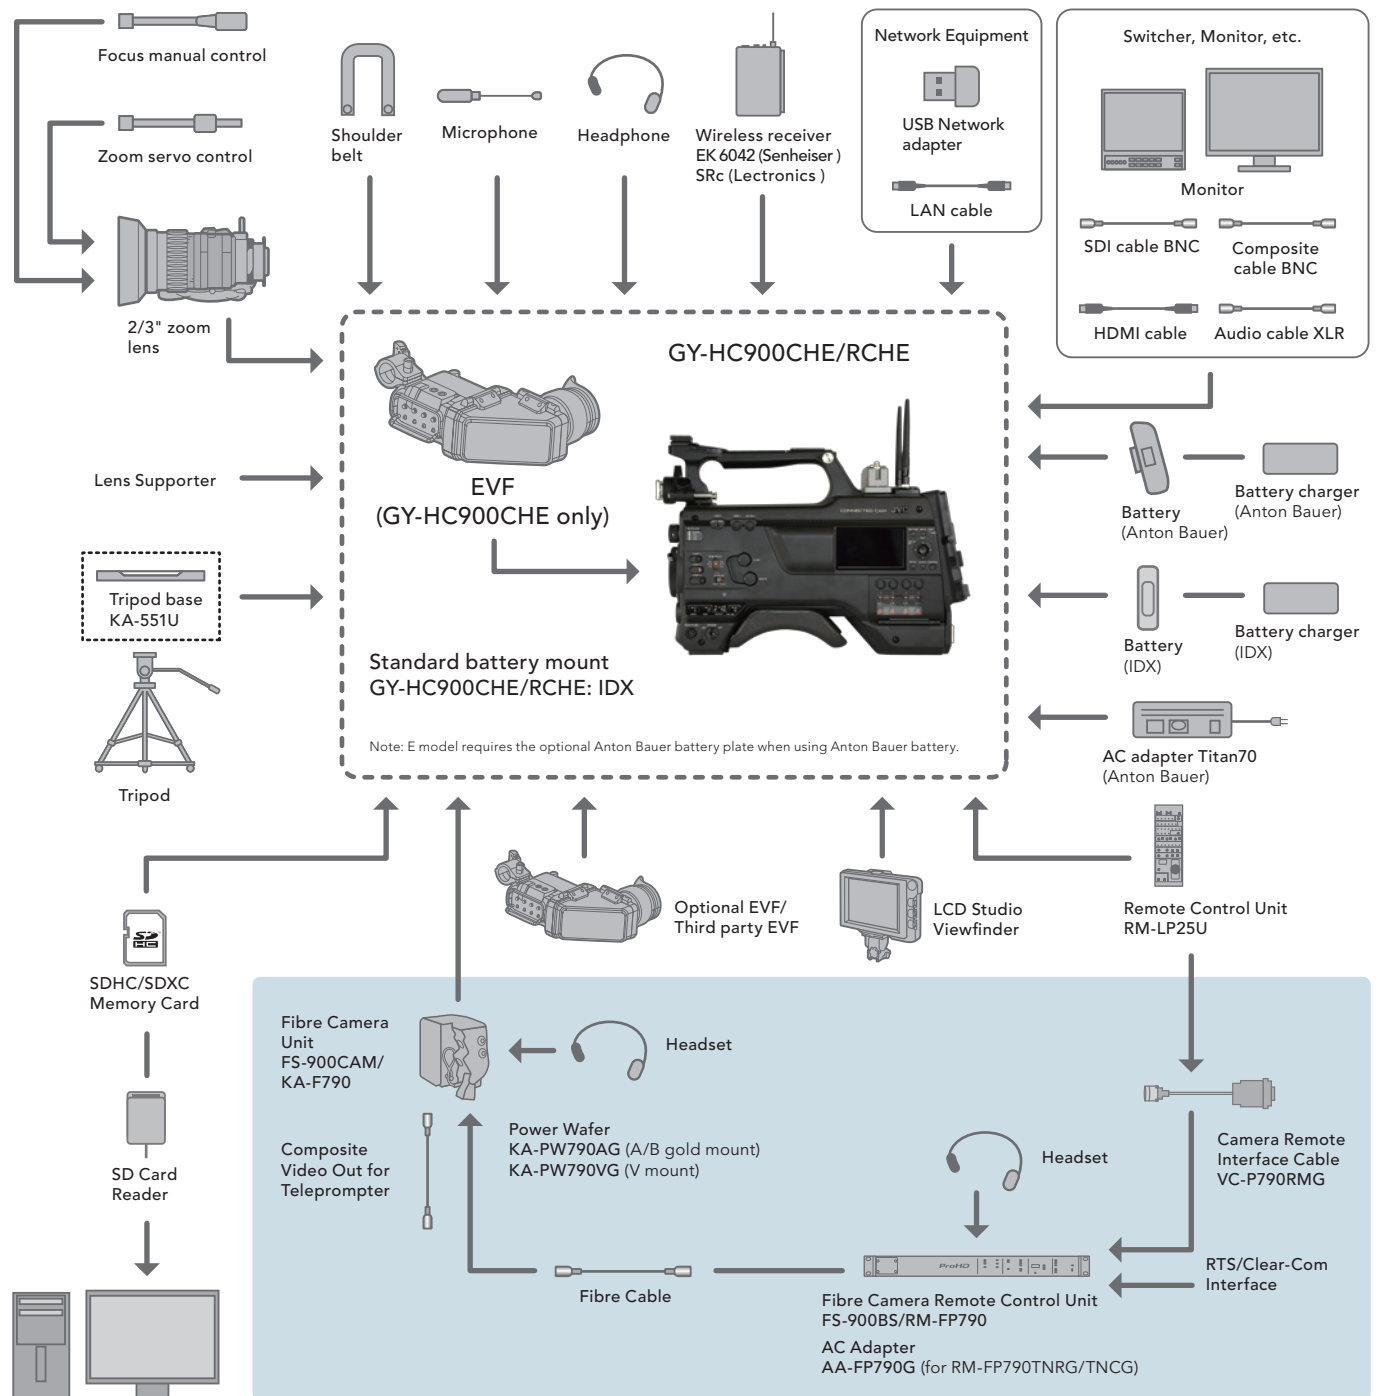 Focus manual control
Zoom servo control
2/3" zoom
lens
Shoulder
belt
Microphone
Headphone
Wireless receiver
EK 6042 (Senheiser )
SRc (Lectronics )
Network Equipment
USB Network
adapter
LAN cable
Switcher, Monitor, etc.
Monitor
SDI cable BNC
Composite
cable BNC
HDMI cable
Audio cable XLR
GY-HC900CHE/RCHE
EVF
(GY-HC900CHE only)
CONNECTED CAM JVC
Standard battery mount
GY-HC900CHE/RCHE: IDX
Note: E model requires the optional Anton Bauer battery plate when using Anton Bauer battery.
Lens Supporter
Tripod base
KA-551U
Tripod
Battery
(Anton Bauer)
Battery charger
(Anton Bauer)
Battery
(IDX)
Battery charger
(IDX)
AC adapter Titan70
(Anton Bauer)
Remote Control Unit
RM-LP25U
Optional EVF/
Third party EVF
LCD Studio
Viewfinder
SD
HC
SDHC/SDXC
Memory Card
SD Card
Reader
Fibre Camera
Unit
FS-900CAM/
KA-F790
Headset
Composite
Video Out for
Teleprompter
Power Wafer
KA-PW790AG (A/B gold mount)
KA-PW790VG (V mount)
Fibre Cable
Headset
Camera Remote
Interface Cable
VC-P790RMG
RTS/Clear-Com
Interface
ProHD
Fibre Camera Remote Control Unit
FS-900BS/RM-FP790
AC Adapter
AA-FP790G (for RM-FP790TNRG/TNCG)